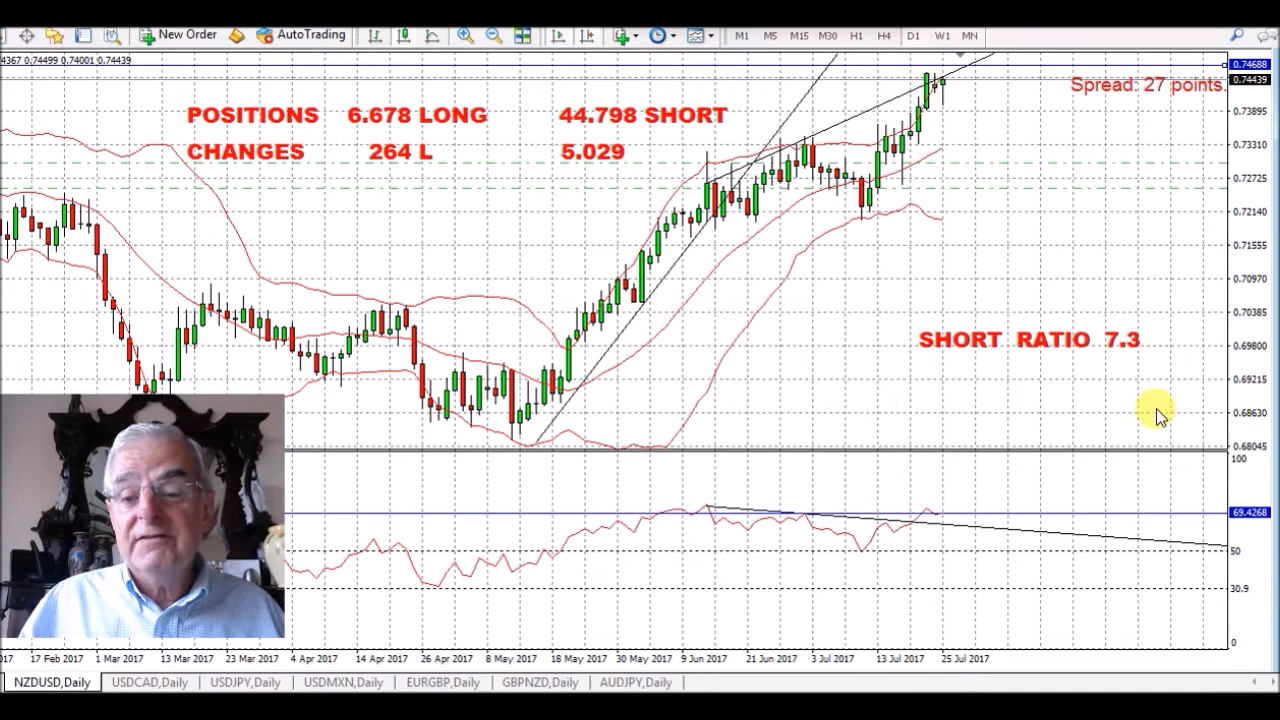 New Order AutoTrading M1 M5 M15 M30 H1 H4 D1 W1 MN
4367 0.74499 0.74001 0.74439
0.74688
0.74439
Spread: 27 points.
POSITIONS 6.678 LONG 44.798 SHORT
0.73895
CHANGES 264 L 5.029
0.73310
0.72725
0.72140
0.71555
0.70970
0.70385
SHORT RATIO 7.3
0.69800
0.69215
0.68630
0.68045
100
69.4268
50
30.9
0
17 Feb 2017 1 Mar 2017 13 Mar 2017 23 Mar 2017 4 Apr 2017 14 Apr 2017 26 Apr 2017 8 May 2017 18 May 2017 30 May 2017 9 Jun 2017 21 Jun 2017 3 Jul 2017 13 Jul 2017 25 Jul 2017
NZDUSD,Daily USDCAD,Daily USDJPY,Daily USDMXN,Daily EURGBP,Daily GBPNZD,Daily AUDJPY,Daily